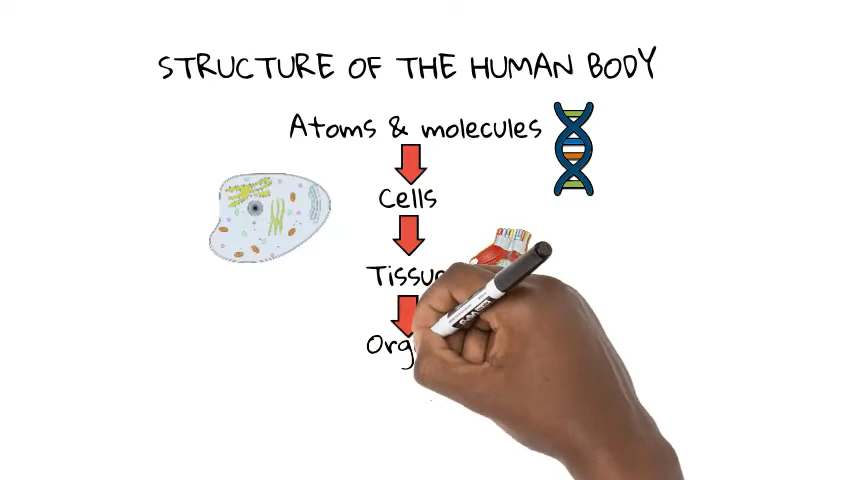 STRUCTURE OF THE HUMAN BODY
Atoms & molecules
Cells